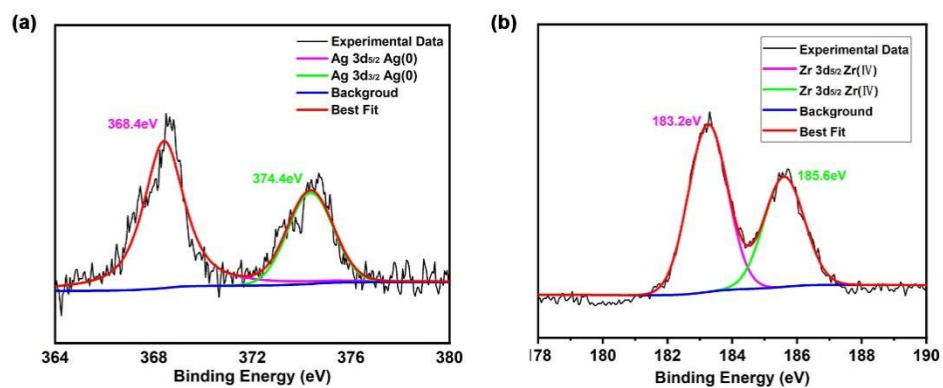 (a)
Experimental Data
Ag 3d5/2 Ag(0)
Ag 3d3/2 Ag(0)
Backgroud
Best Fit
368.4eV
374.4eV
364 368 372 376 380
Binding Energy (eV)
(b)
Experimental Data
Zr 3d5/2 Zr(Ⅳ)
Zr 3d5/2 Zr(Ⅳ)
Background
Best Fit
183.2eV
185.6eV
178 180 182 184 186 188 190
Binding Energy (eV)